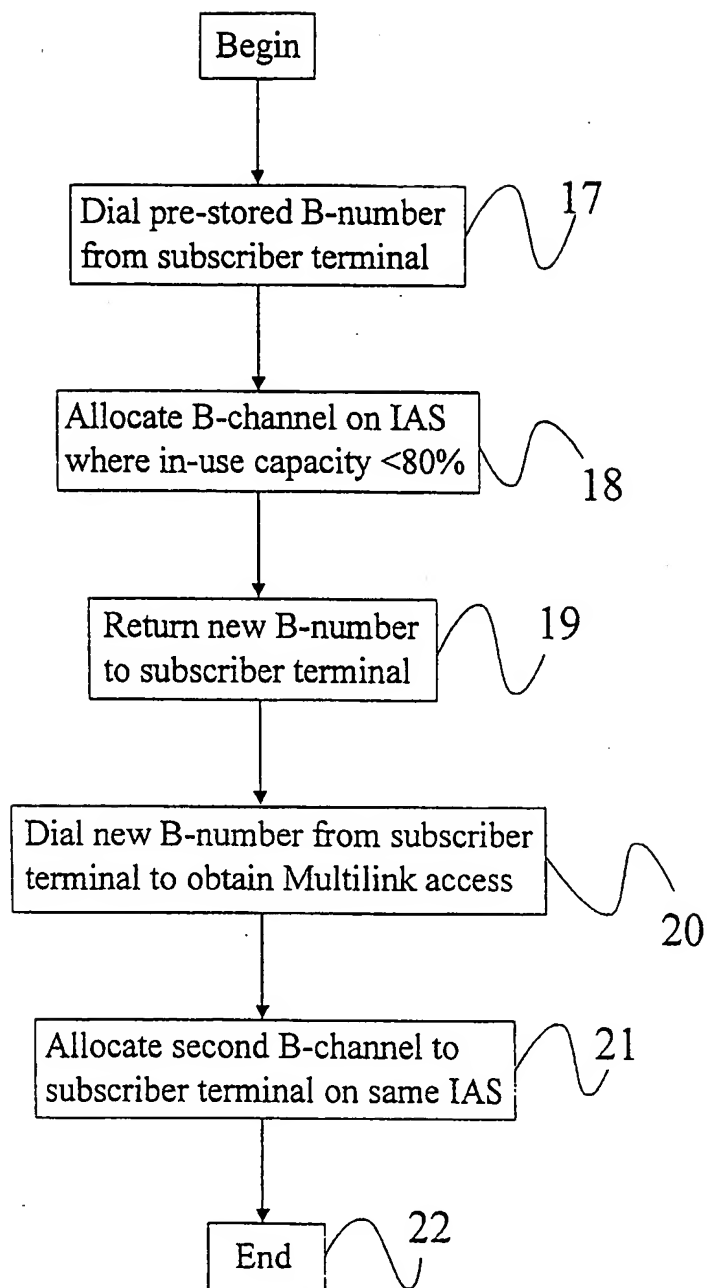 Begin
Dial pre-stored B-number
from subscriber terminal
17
Allocate B-channel on IAS
where in-use capacity <80%
18
Return new B-number
to subscriber terminal
19
Dial new B-number from subscriber
terminal to obtain Multilink access
20
Allocate second B-channel to
subscriber terminal on same IAS
21
End
22